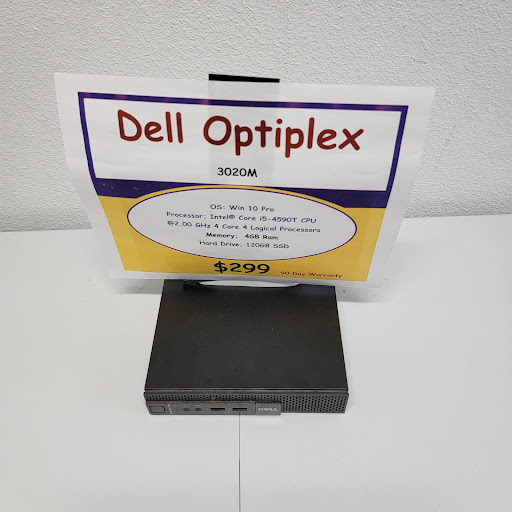 Dell Optiplex
3020M
OS: Win 10 Pro
Processor: Intel® Core i5-4590T CPU
@2.00 GHz 4 Core 4 Logical Processors
Memory: 4GB Ram
Hard Drive: 120GB SSD
$299
90 Day Warranty
DELL